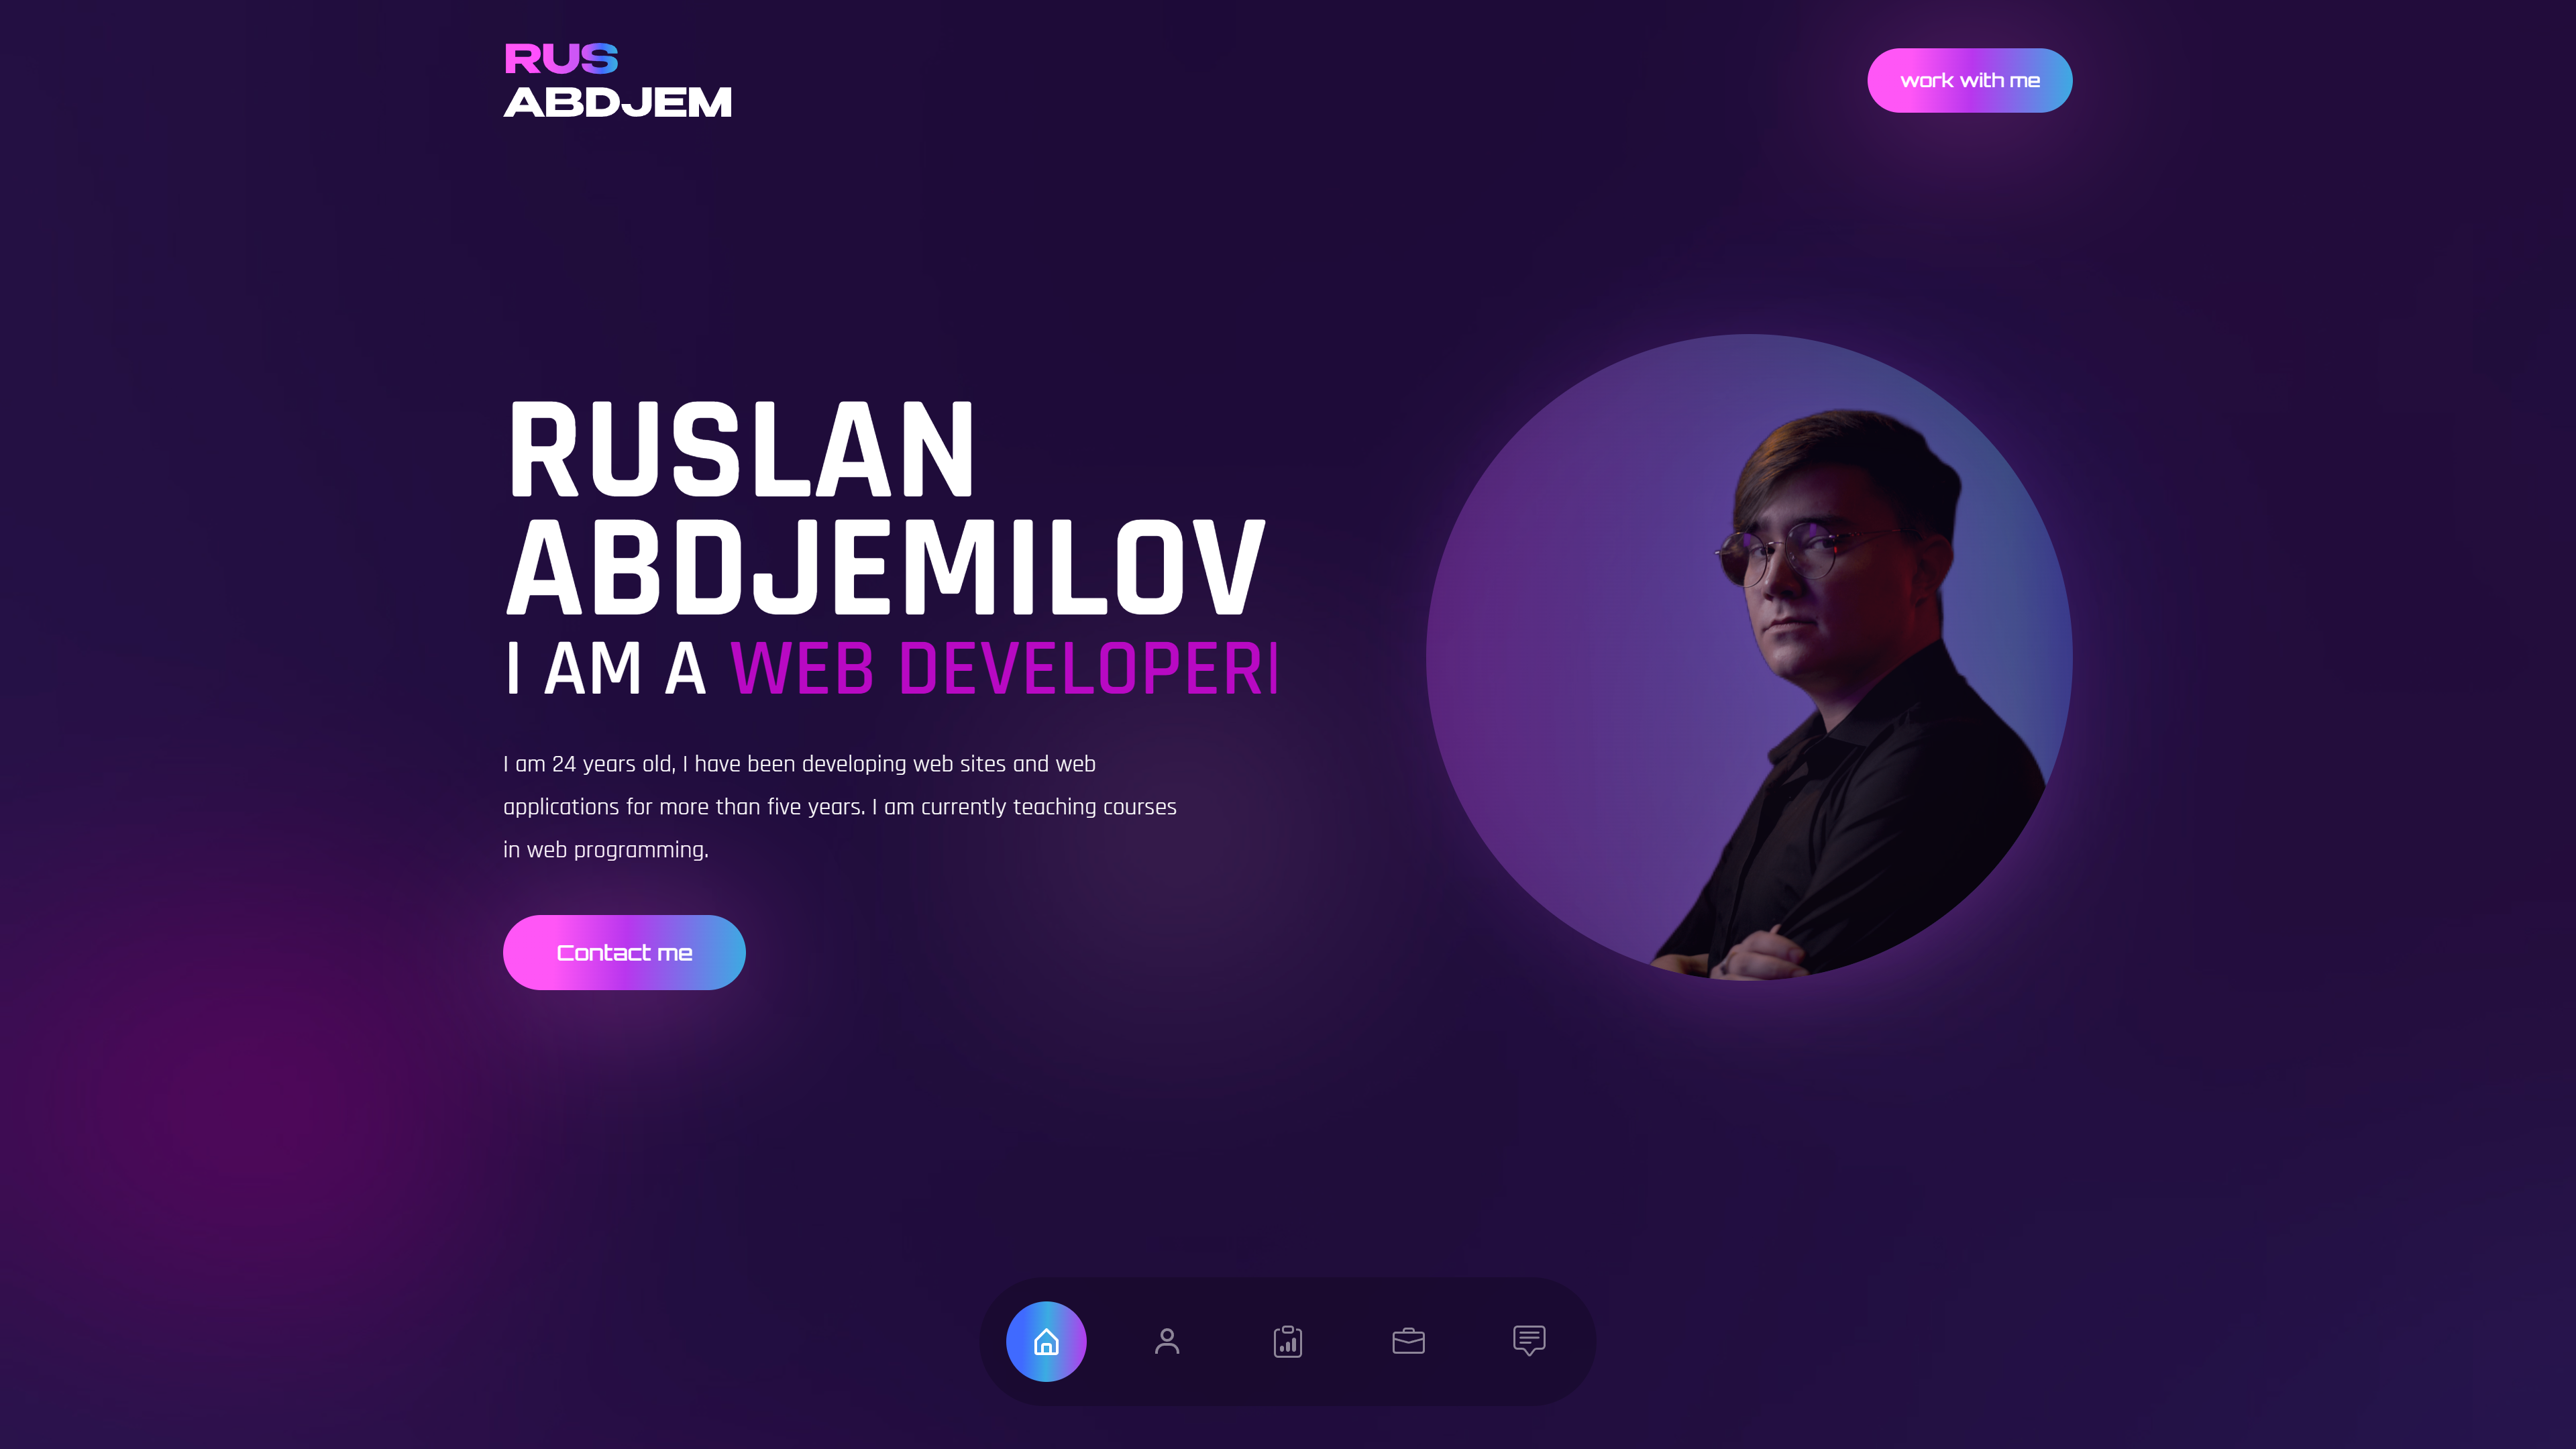 RUS
ABDJEM
work with me
RUSLAN
ABDJEMILOV
I AM A WEB DEVELOPER
I am 24 years old, I have been developing web sites and web
applications for more than five years. I am currently teaching courses
in web programming.
Contact me